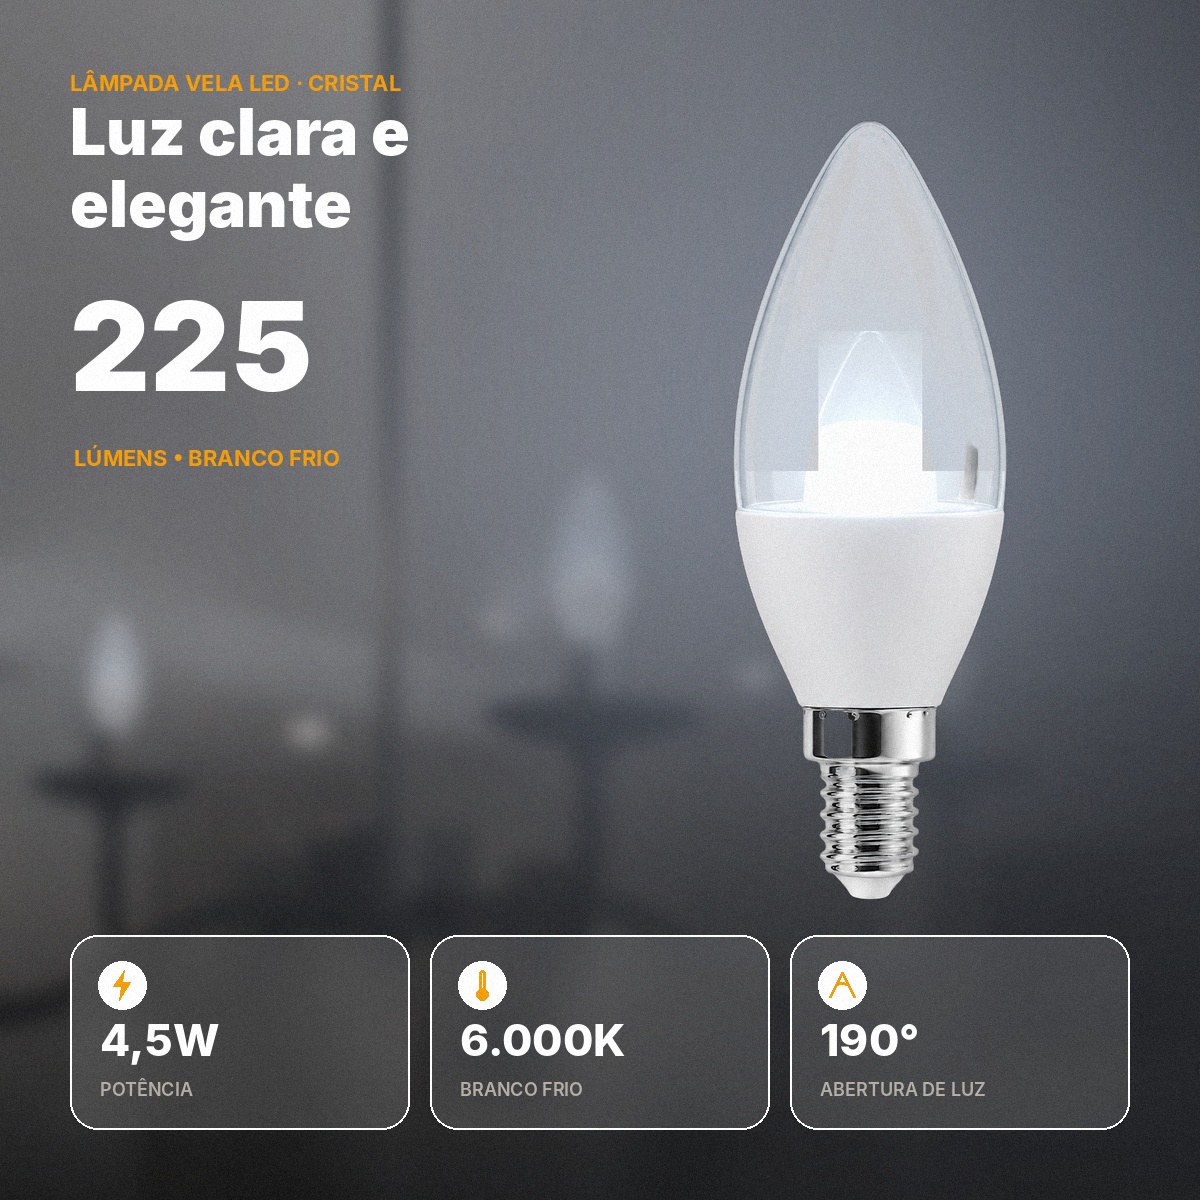 LÂMPADA VELA LED · CRISTAL
Luz clara e
elegante
225
LÚMENS • BRANCO FRIO
4,5W
POTÊNCIA
6.000K
BRANCO FRIO
190°
ABERTURA DE LUZ